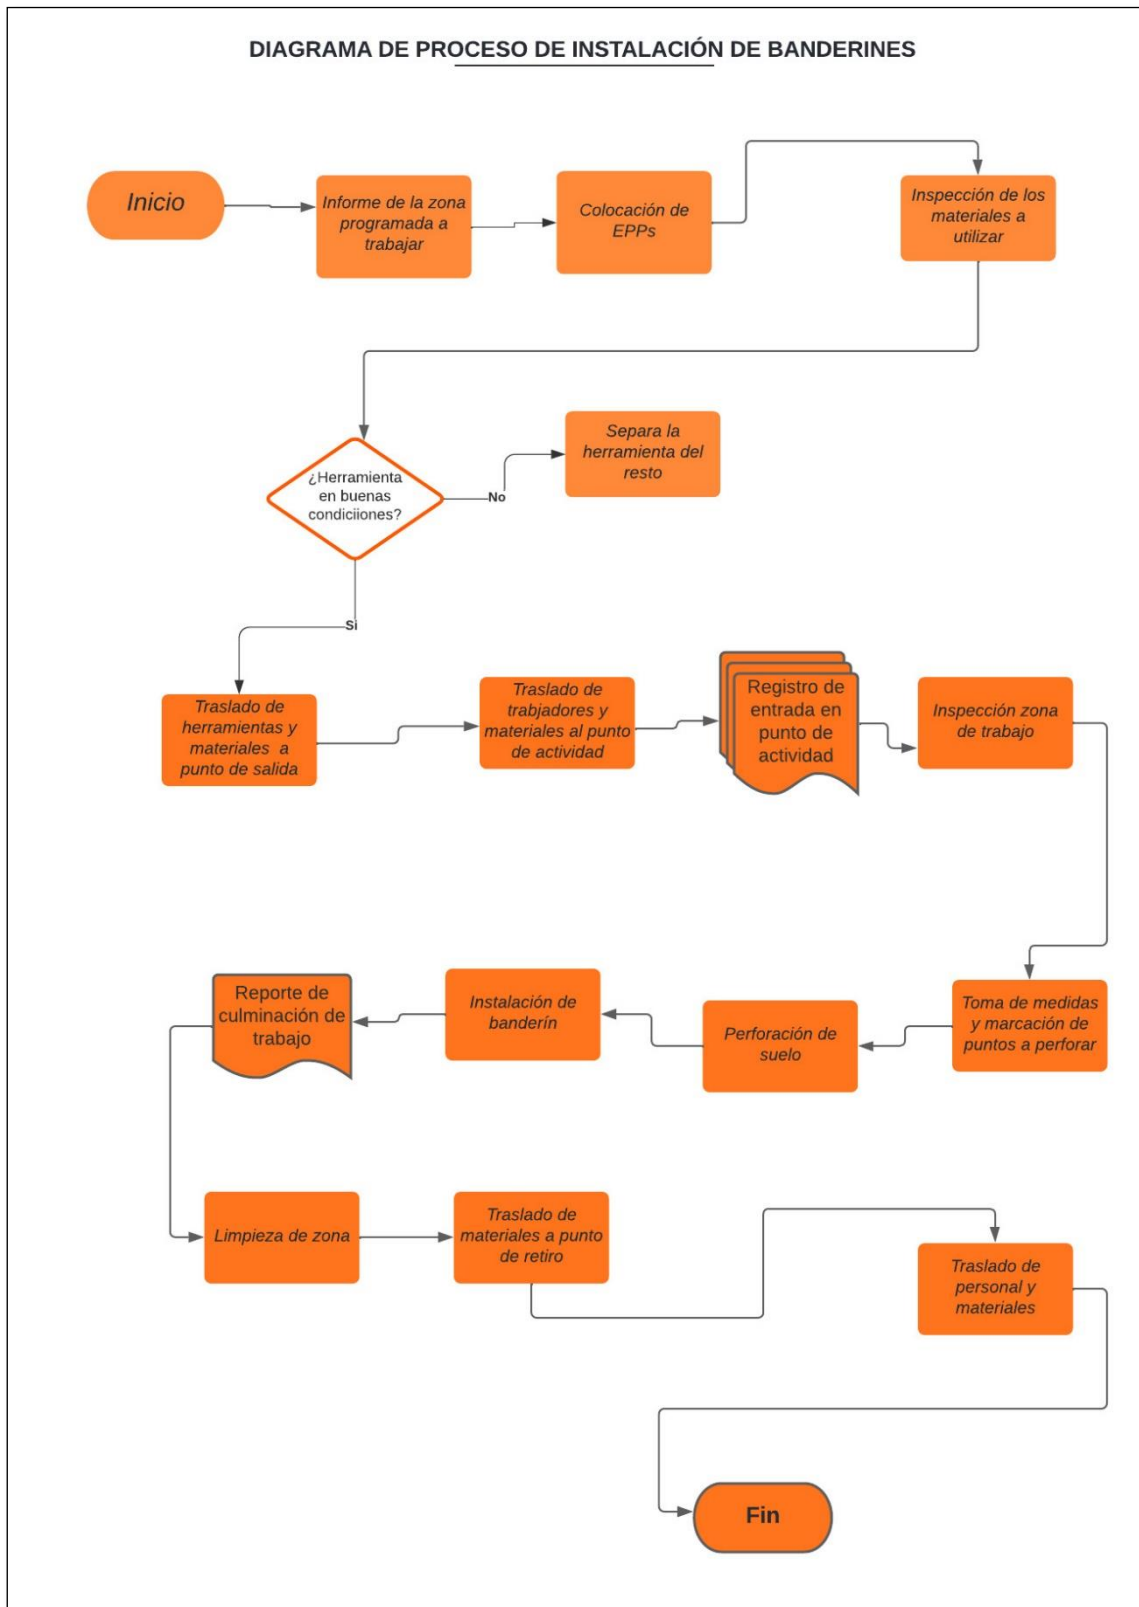 DIAGRAMA DE PROCESO DE INSTALACIÓN DE BANDERINES
Inicio
Informe de la zona
programada a
trabajar
Colocación de
EPPs
Inspección de los
materiales a
utilizar
¿Herramienta
en buenas
condiciiones?
No
Separa la
herramienta del
resto
Si
Traslado de
herramientas y
materiales a
punto de salida
Traslado de
trabjadores y
materiales al punto
de actividad
Registro de
entrada en
punto de
actividad
Inspección zona
de trabajo
Toma de medidas
y marcación de
puntos a perforar
Perforación de
suelo
Instalación de
banderín
Reporte de
culminación de
trabajo
Limpieza de zona
Traslado de
materiales a punto
de retiro
Traslado de
personal y
materiales
Fin